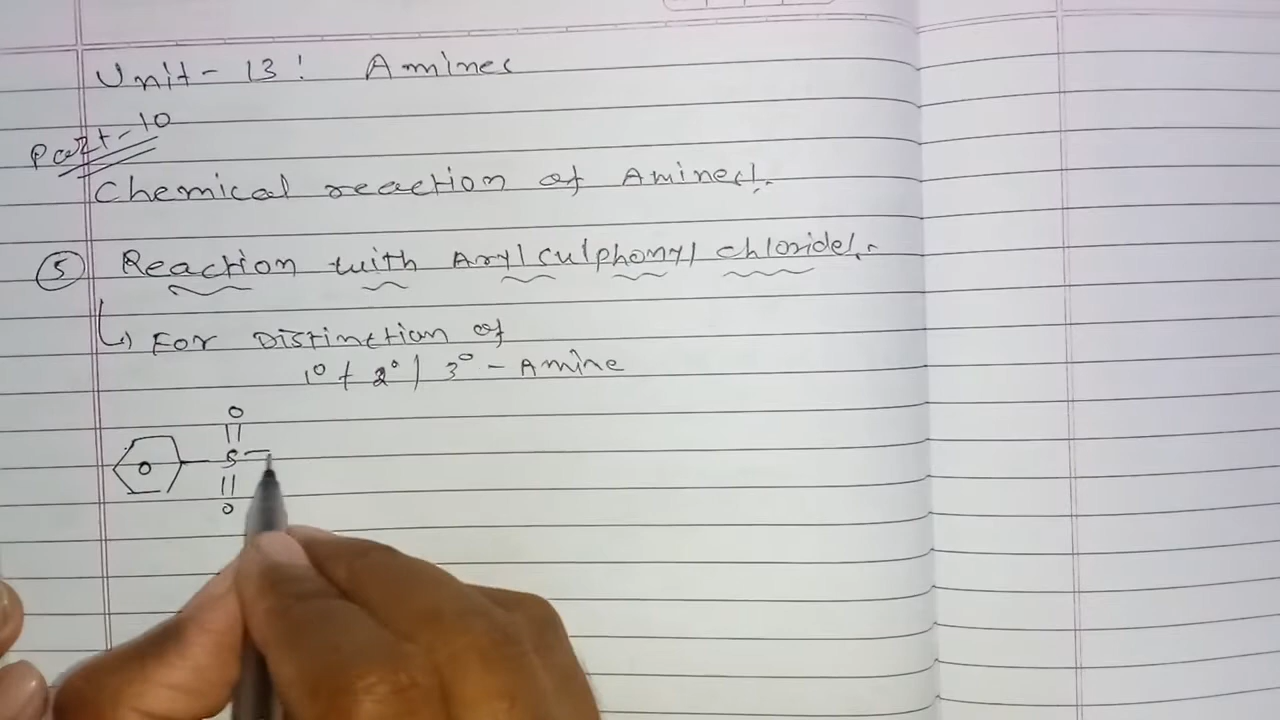 Unit - 13 : Amines
Part - 10
Chemical reaction of Amines :
5 Reaction with Arylsulphonyl chloride :
For Distinction of
1° / 2° / 3° - Amine
O
S
O